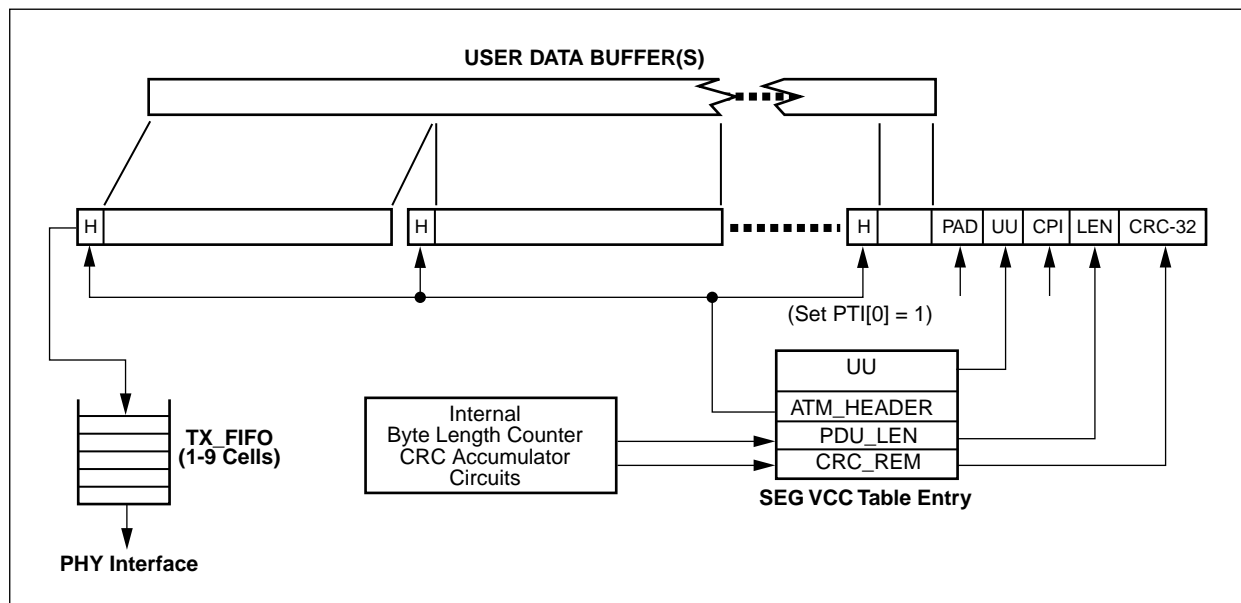 USER DATA BUFFER(S)
H
H
H
PAD
UU
CPI
LEN
CRC-32
(Set PTI[0] = 1)
UU
ATM_HEADER
PDU_LEN
CRC_REM
SEG VCC Table Entry
Internal
Byte Length Counter
CRC Accumulator
Circuits
TX_FIFO
(1-9 Cells)
PHY Interface